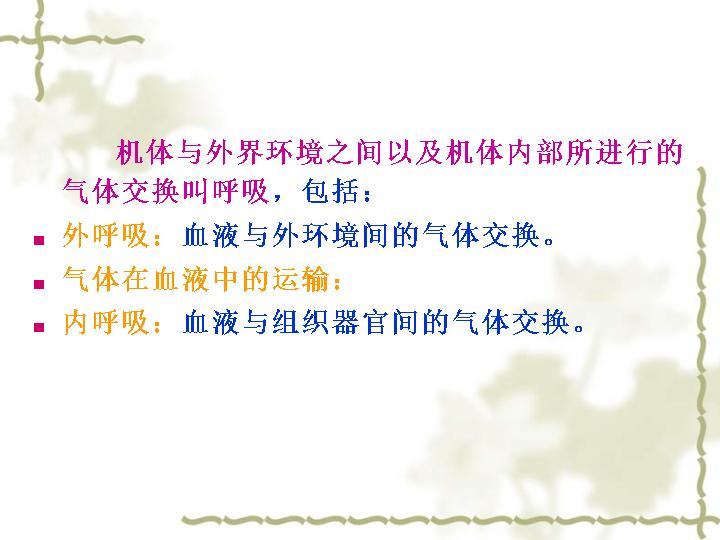 机体与外界环境之间以及机体内部所进行的
气体交换叫呼吸，包括：
外呼吸：血液与外环境间的气体交换。
气体在血液中的运输；
内呼吸：血液与组织器官间的气体交换。